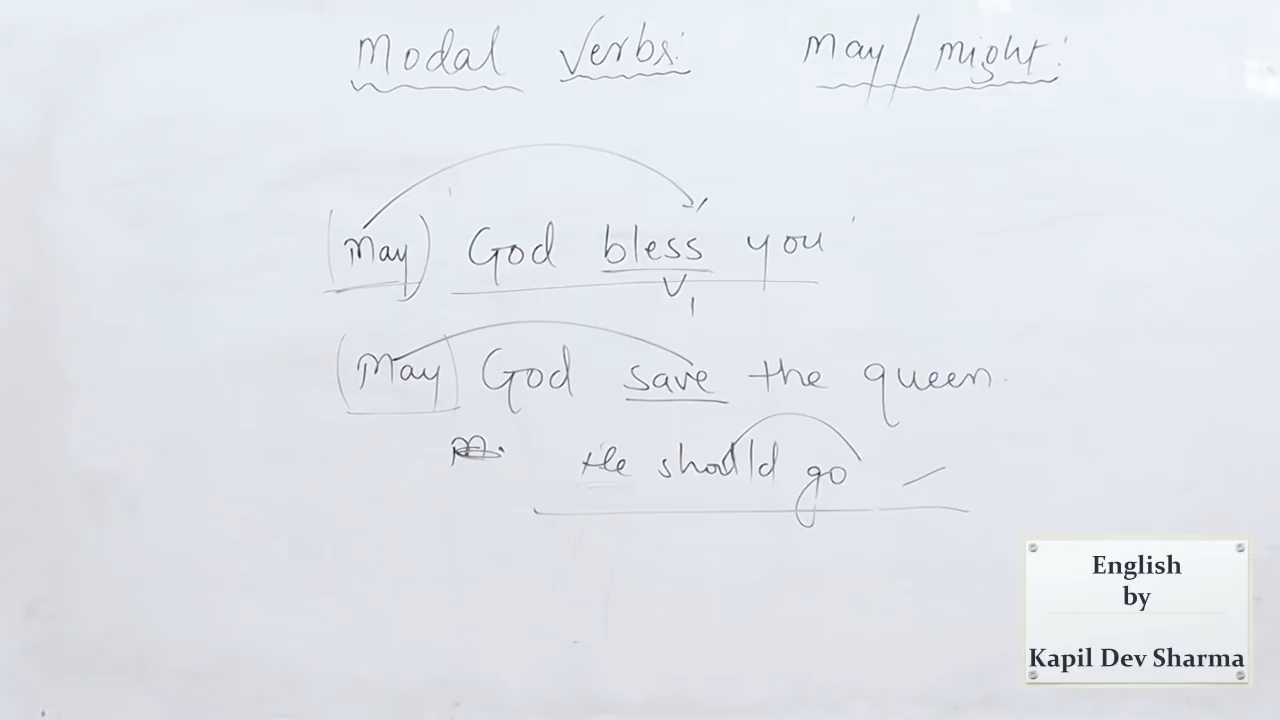 Modal Verbs: May / might:
(May) God bless you
V1
(May) God save the queen.
He should go
English
by
Kapil Dev Sharma